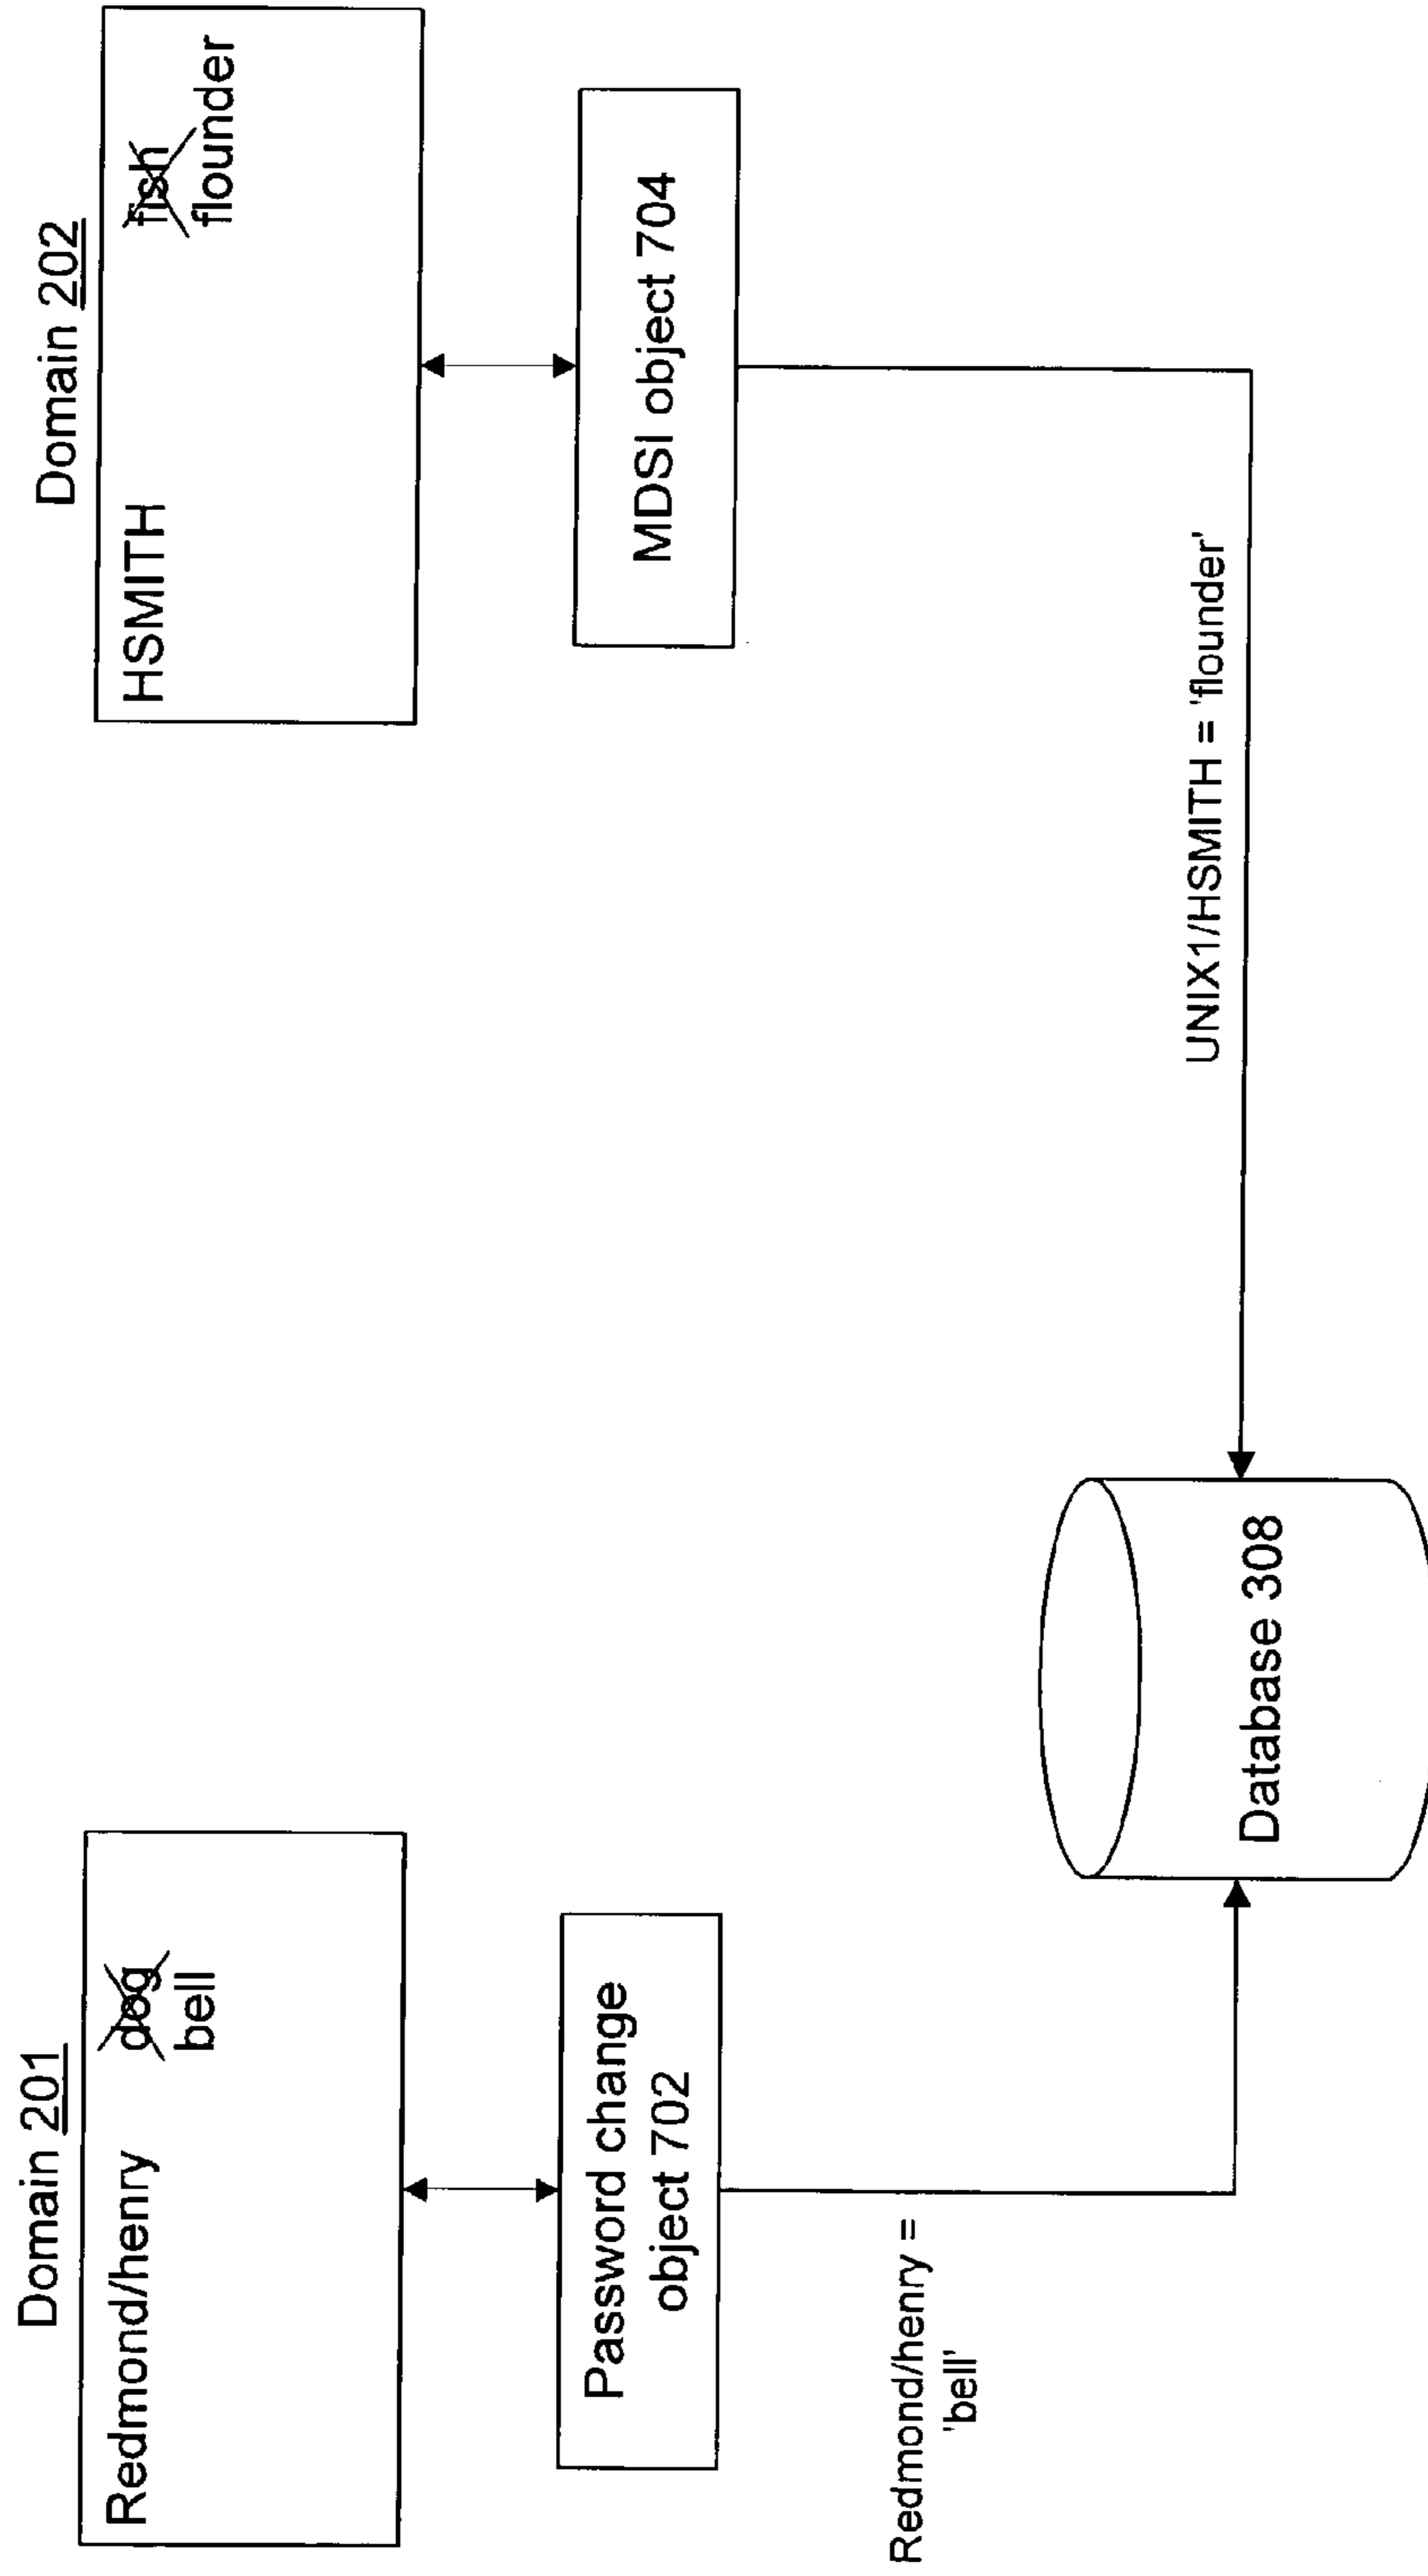 Domain 201
Redmond/henry dog
bell
Password change
object 702
Redmond/henry =
'bell'
Database 308
Domain 202
HSMITH fish
flounder
MDSI object 704
UNIX1/HSMITH = 'flounder'